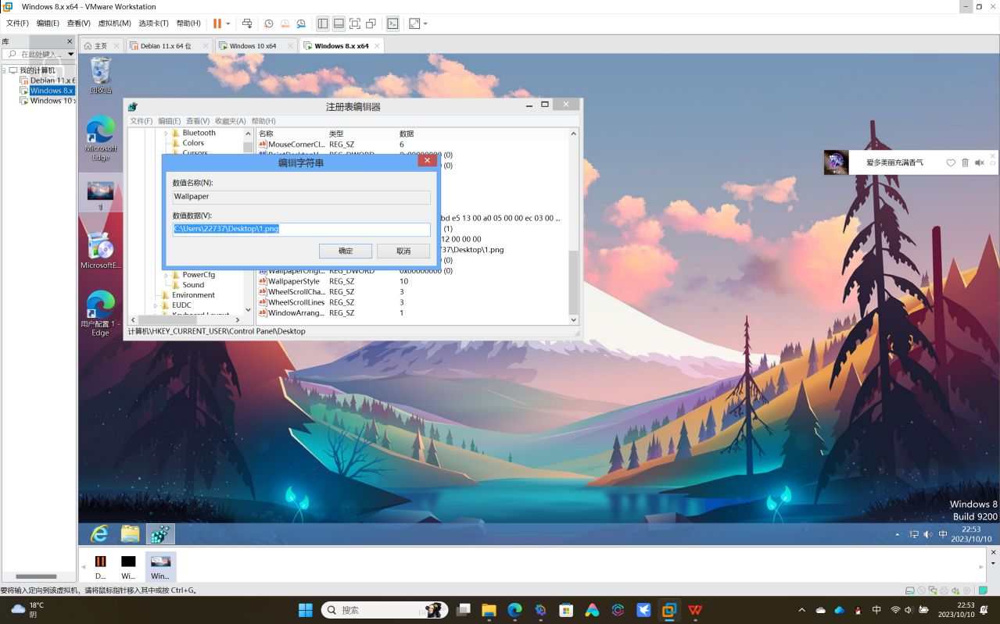 Windows 8.x x64 - VMware Workstation
文件(F) 编辑(E) 查看(V) 虚拟机(M) 选项卡(T) 帮助(H)
库
在此处键入...
主页
Debian 11.x 64 位
Windows 10 x64
Windows 8.x x64
我的计算机
Debian 11.x 6
Windows 8.x
Windows 10
回收站
Microsoft
Edge
1
MicrosoftE...
用户配置 1 -
Edge
注册表编辑器
文件(F) 编辑(E) 查看(V) 收藏夹(A) 帮助(H)
Bluetooth
Colors
Cursors
名称 类型 数据
MouseCornerCl... REG_SZ 6
(0)
(0)
编辑字符串
数值名称(N):
Wallpaper
数值数据(V):
C:\Users\22737\Desktop\1.png
确定 取消
bd e5 13 00 a0 05 00 00 ec 03 00 ...
(1)
12 00 00 00
37\Desktop\1.png
(0)
PowerCfg
Sound
Environment
EUDC
Keyboard Layout
WallpaperOrigi... REG_DWORD 0x00000000 (0)
WallpaperStyle REG_SZ 10
WheelScrollCha... REG_SZ 3
WheelScrollLines REG_SZ 3
WindowArrang... REG_SZ 1
计算机\HKEY_CURRENT_USER\Control Panel\Desktop
爱多美丽充满香气
Windows 8
Build 9200
中
22:53
2023/10/10
D...
Wi...
Win...
要将输入定向到该虚拟机，请将鼠标指针移入其中或按 Ctrl+G。
18°C
阴
搜索
中
22:53
2023/10/10